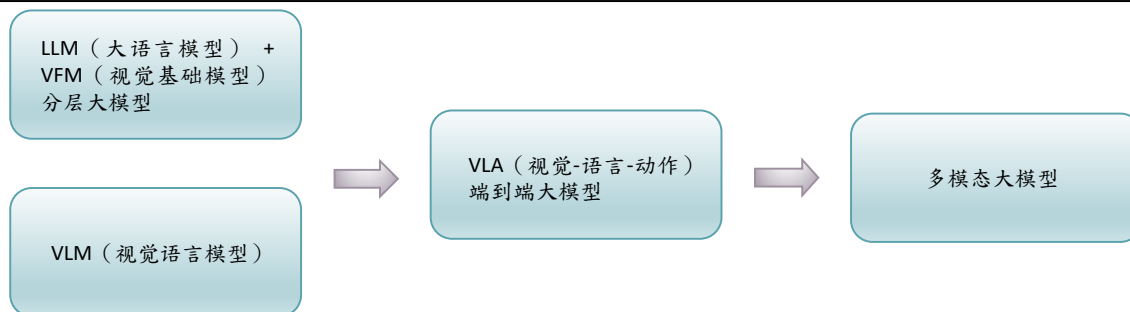 LLM（大语言模型） +
VFM（视觉基础模型）
分层大模型
VLM（视觉语言模型）
VLA（视觉-语言-动作）
端到端大模型
多模态大模型